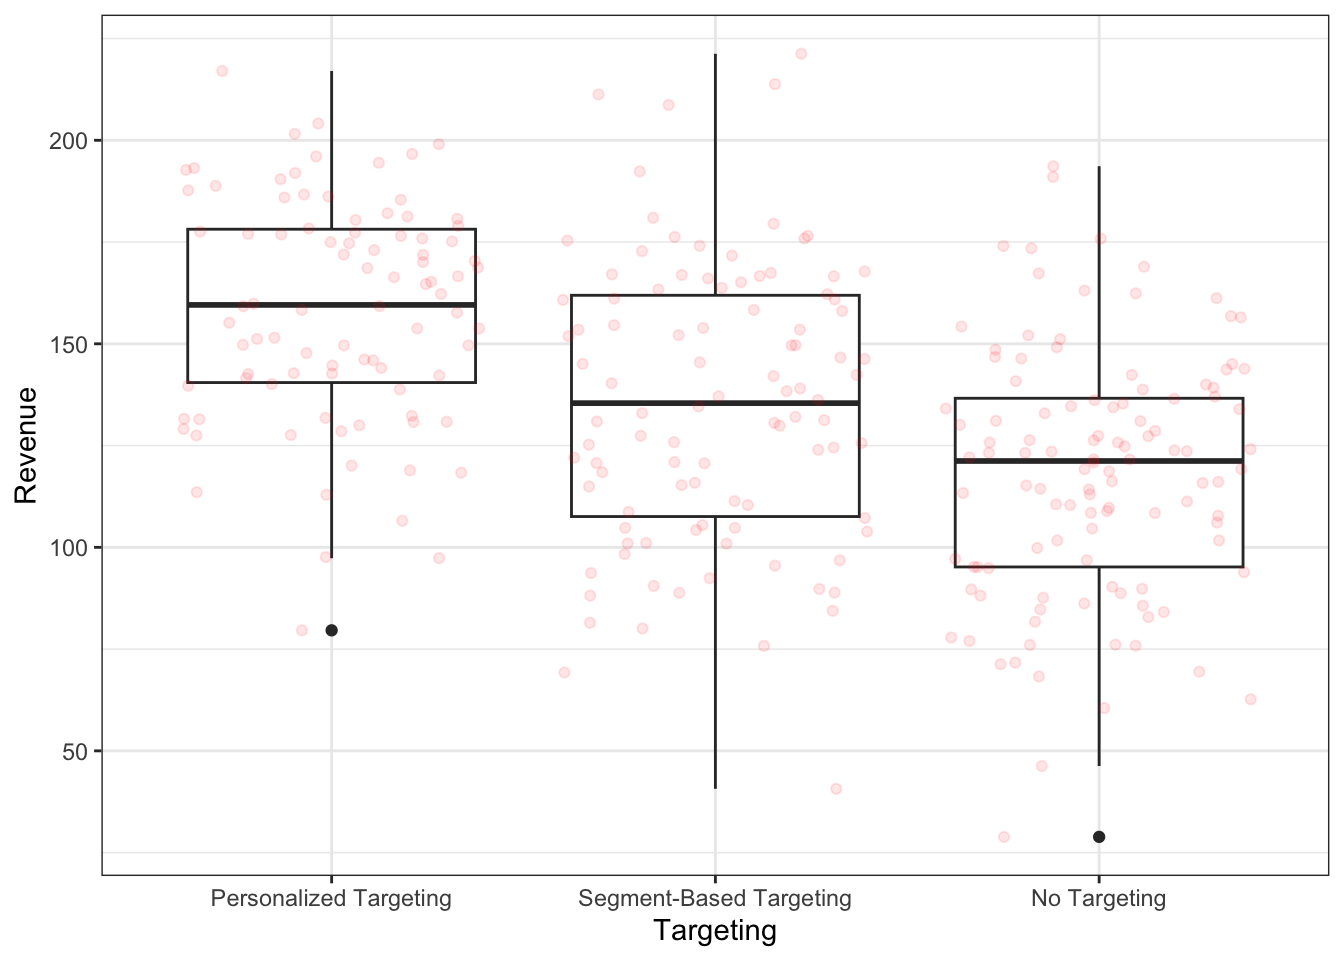 Revenue
200
150
100
50
Personalized Targeting
Segment-Based Targeting
No Targeting
Targeting